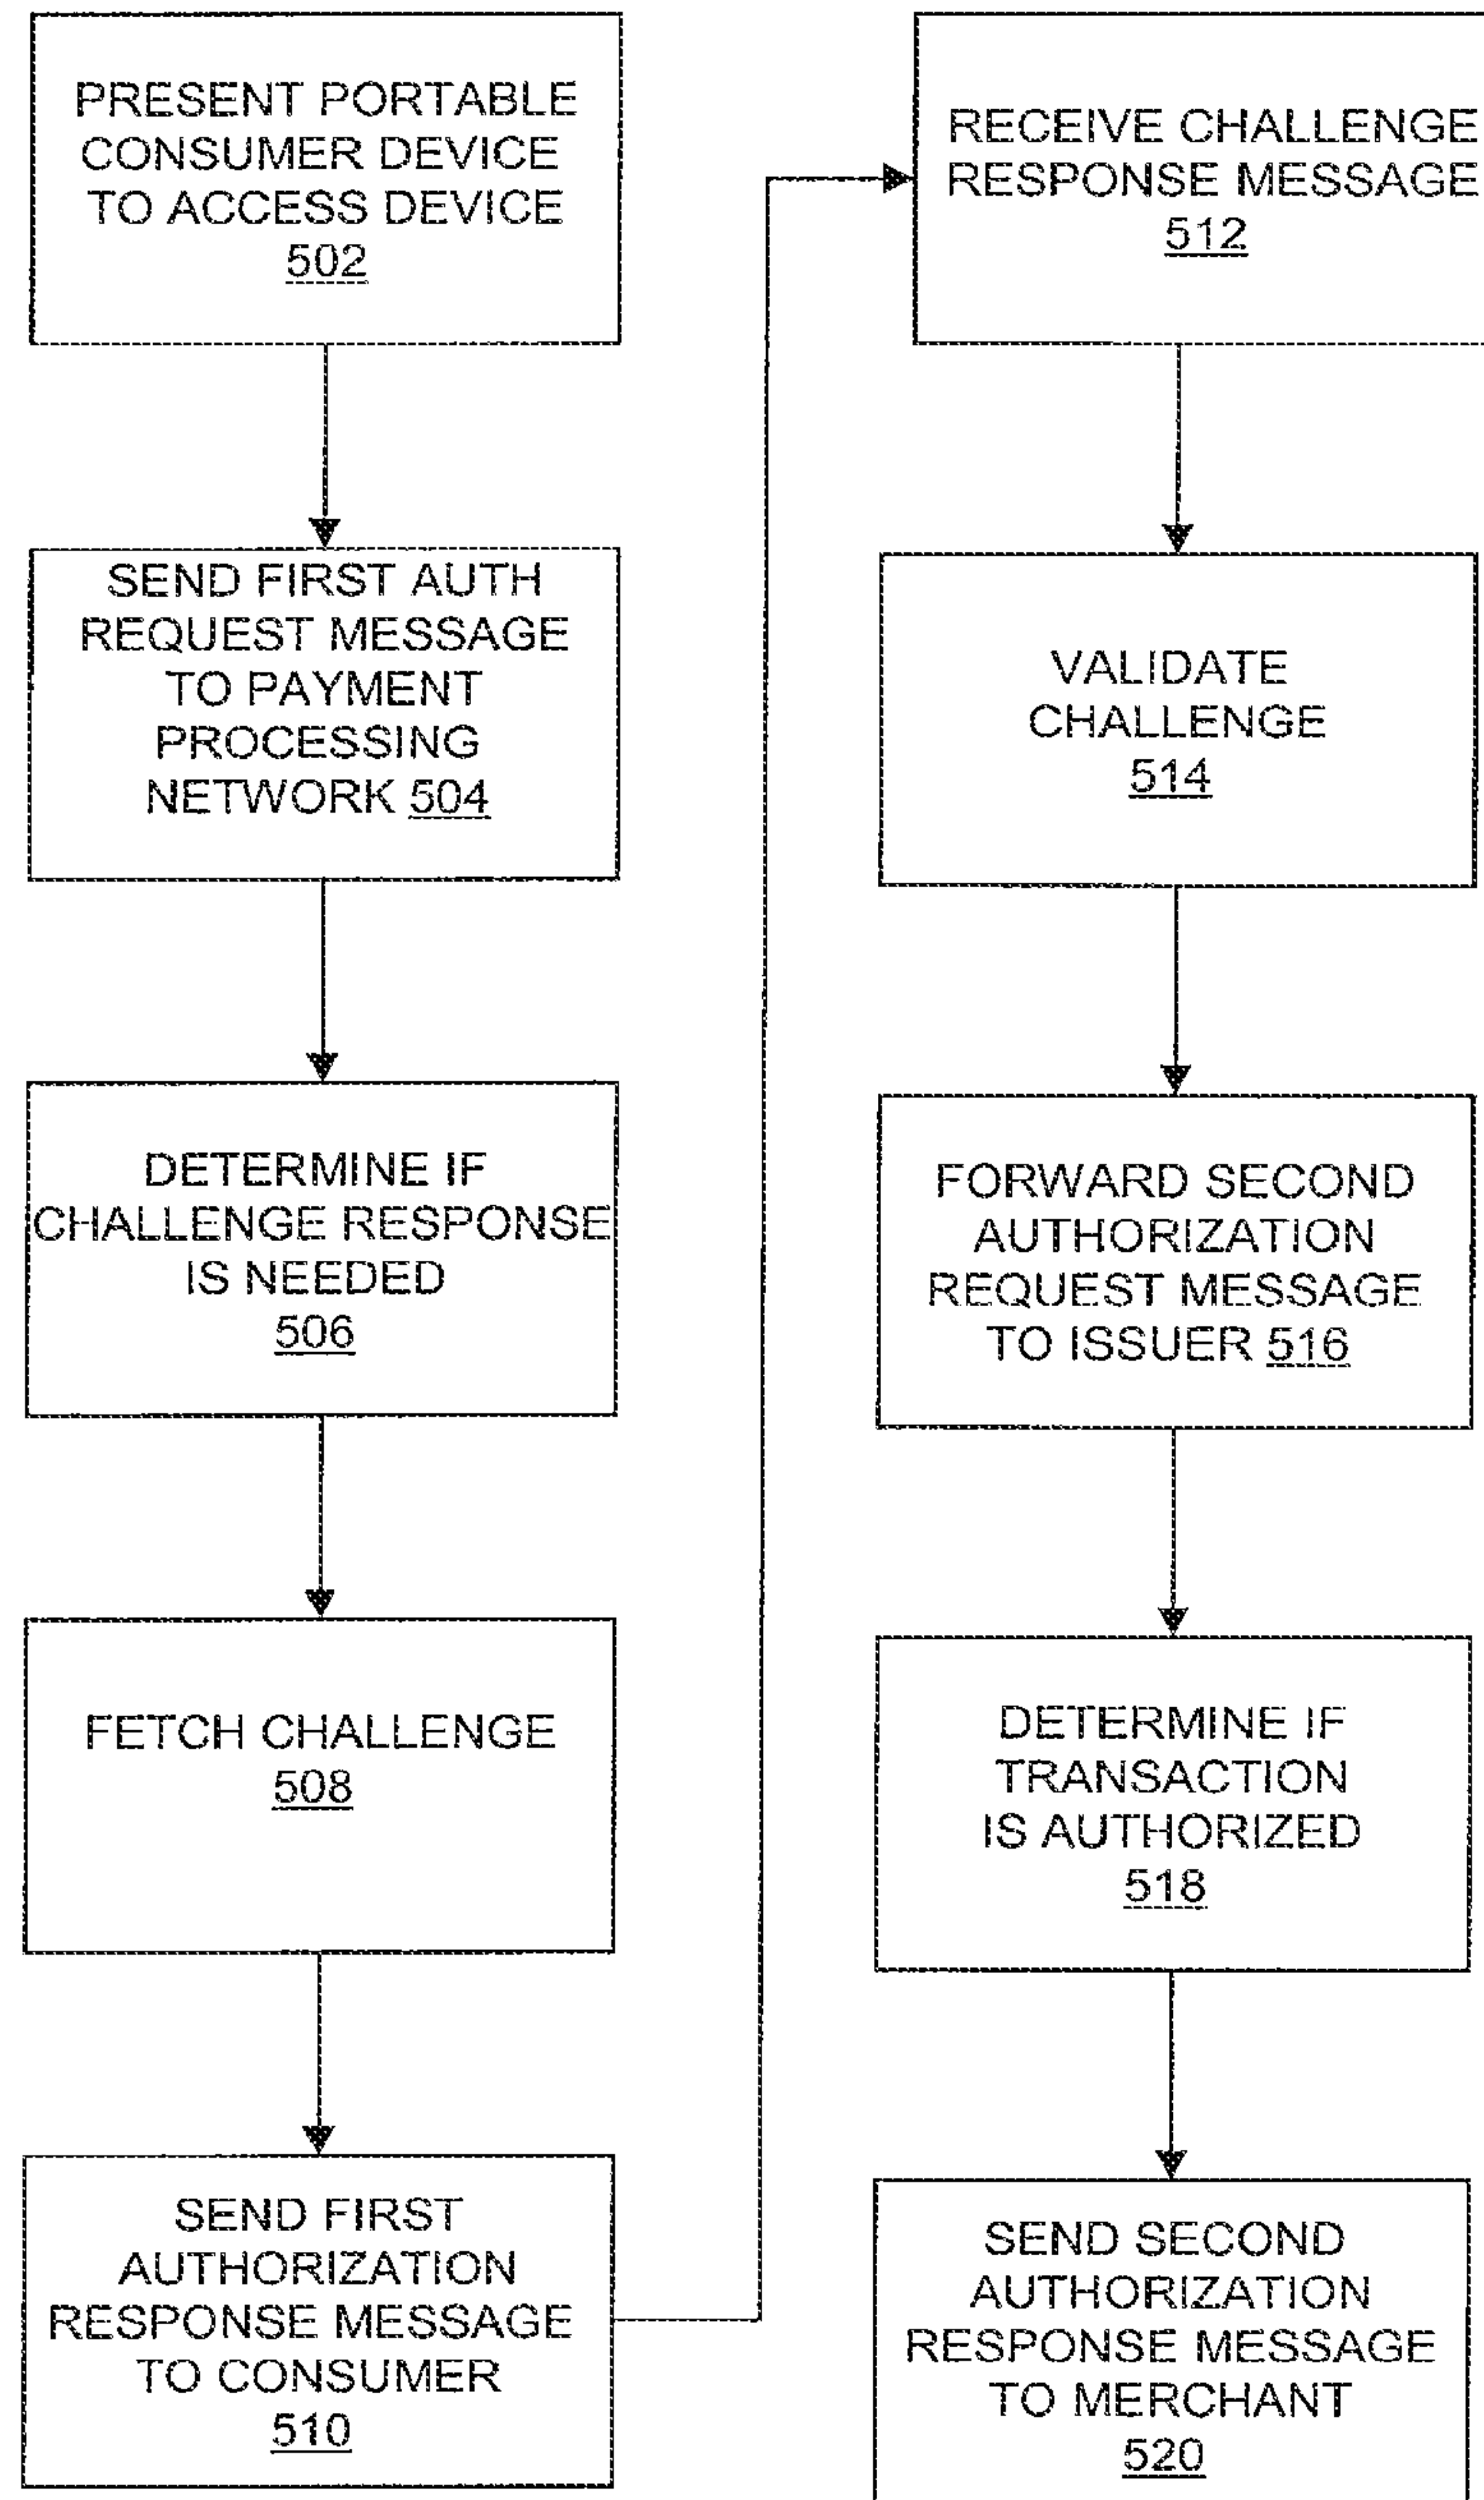 PRESENT PORTABLE
CONSUMER DEVICE
TO ACCESS DEVICE
502
SEND FIRST AUTH
REQUEST MESSAGE
TO PAYMENT
PROCESSING
NETWORK 504
DETERMINE IF
CHALLENGE RESPONSE
IS NEEDED
506
FETCH CHALLENGE
508
SEND FIRST
AUTHORIZATION
RESPONSE MESSAGE
TO CONSUMER
510
RECEIVE CHALLENGE
RESPONSE MESSAGE
512
VALIDATE
CHALLENGE
514
FORWARD SECOND
AUTHORIZATION
REQUEST MESSAGE
TO ISSUER 516
DETERMINE IF
TRANSACTION
IS AUTHORIZED
518
SEND SECOND
AUTHORIZATION
RESPONSE MESSAGE
TO MERCHANT
520